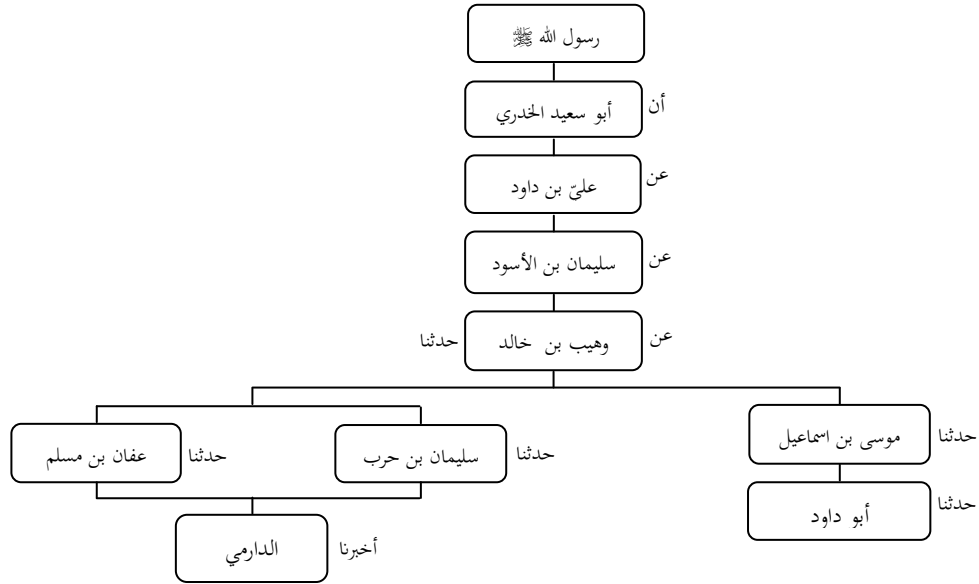 رسول الله ﷺ
أبو سعيد الخدري أن
عليّ بن داود عن
سليمان بن الأسود عن
عن وهيب بن خالد حدثنا
حدثنا موسى بن اسماعيل
حدثنا سليمان بن حرب
حدثنا عفان بن مسلم
حدثنا أبو داود
أخبرنا الدارمي